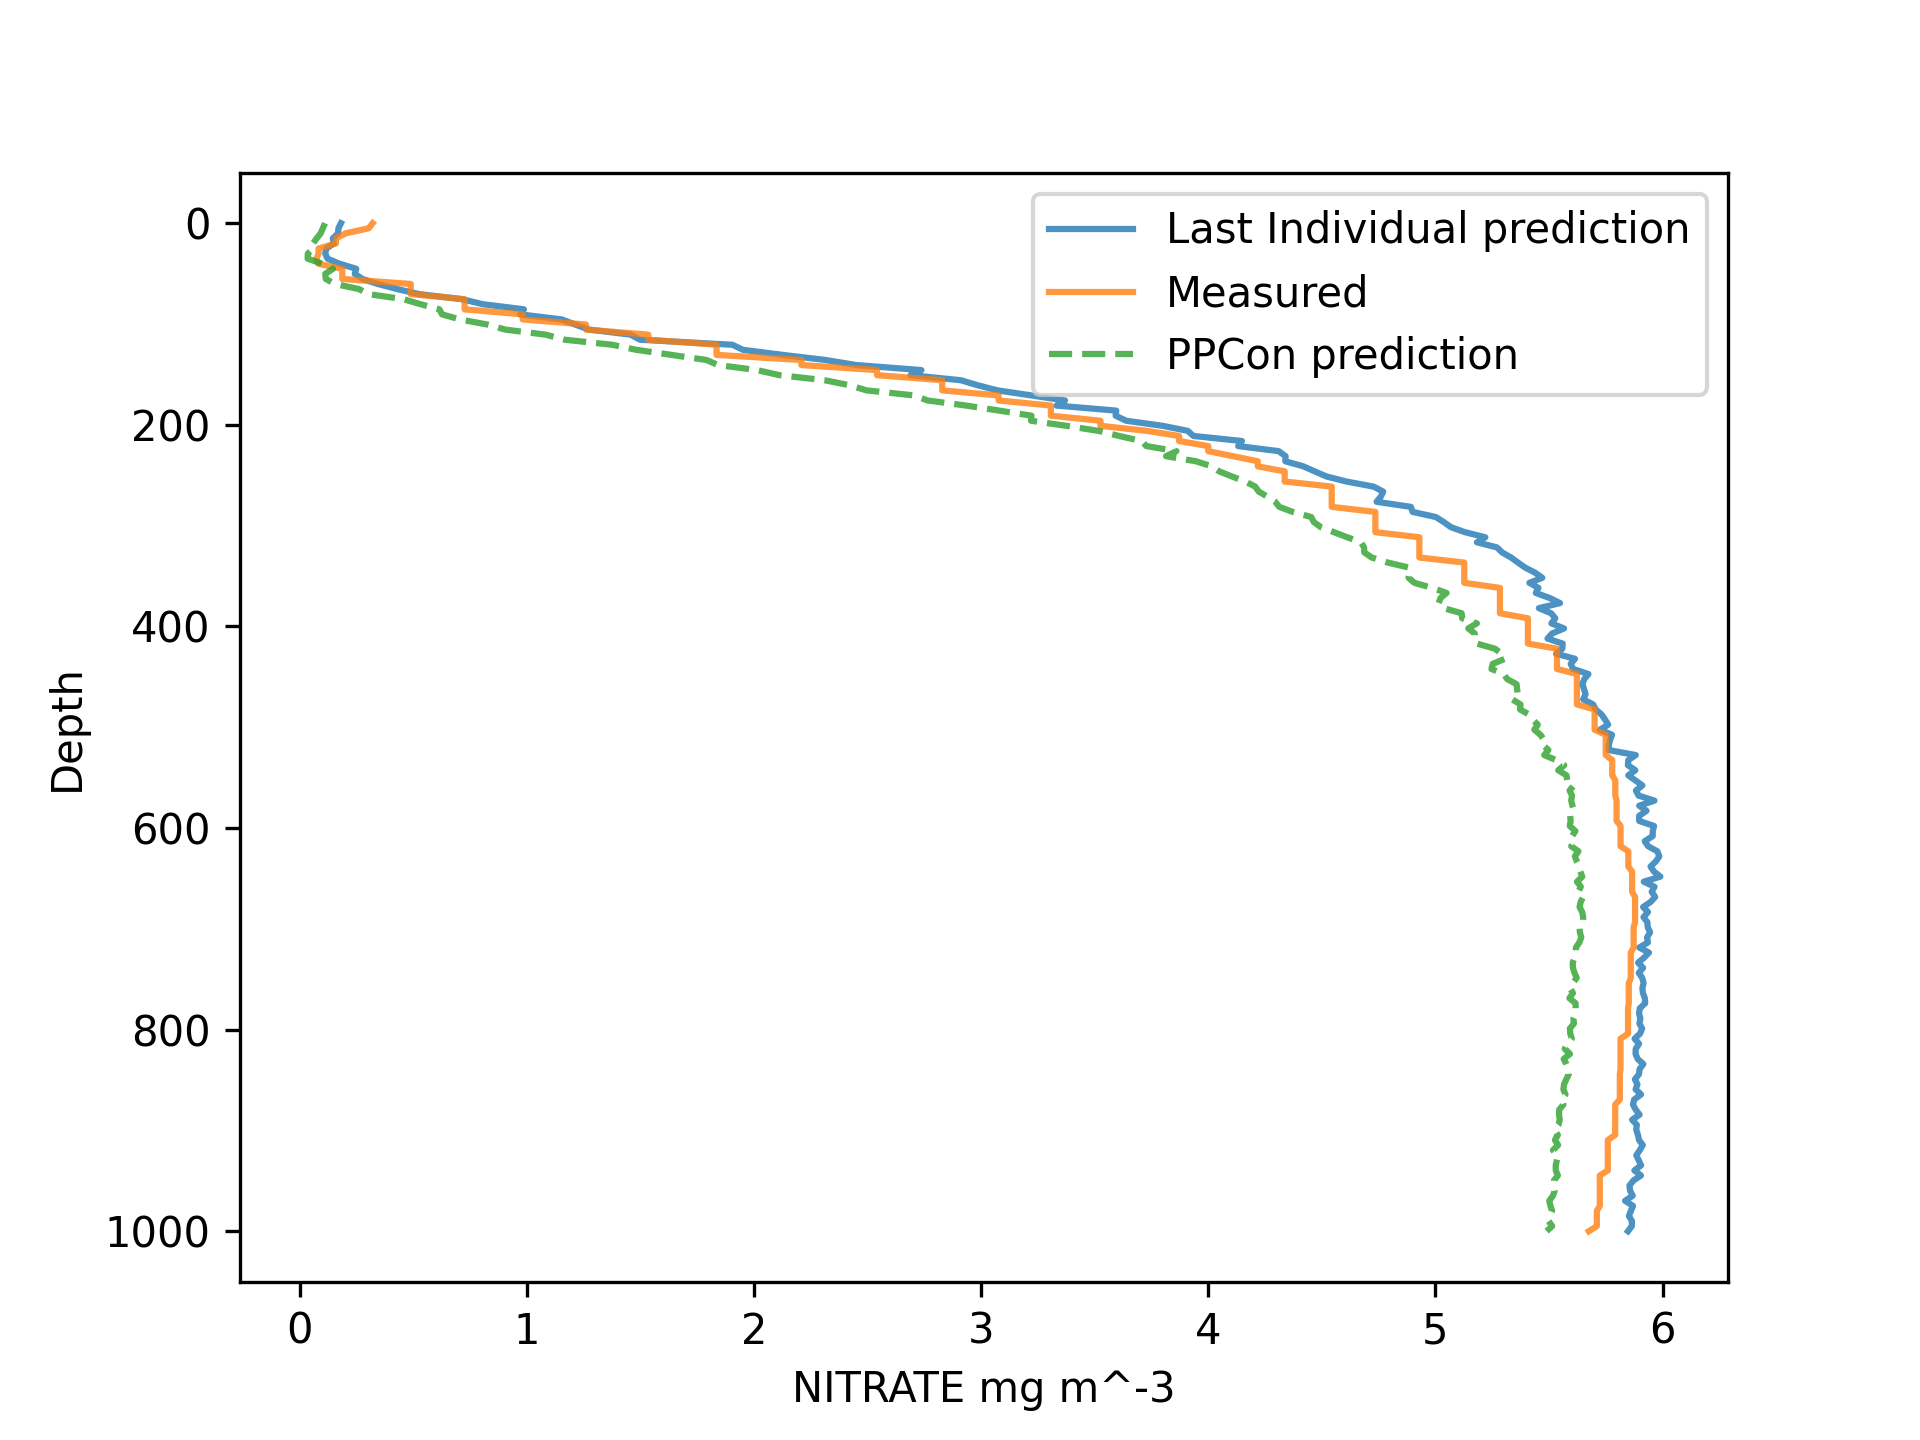 Last Individual prediction
Measured
PPCon prediction
0
200
400
600
800
1000
Depth
0 1 2 3 4 5 6
NITRATE mg m^-3